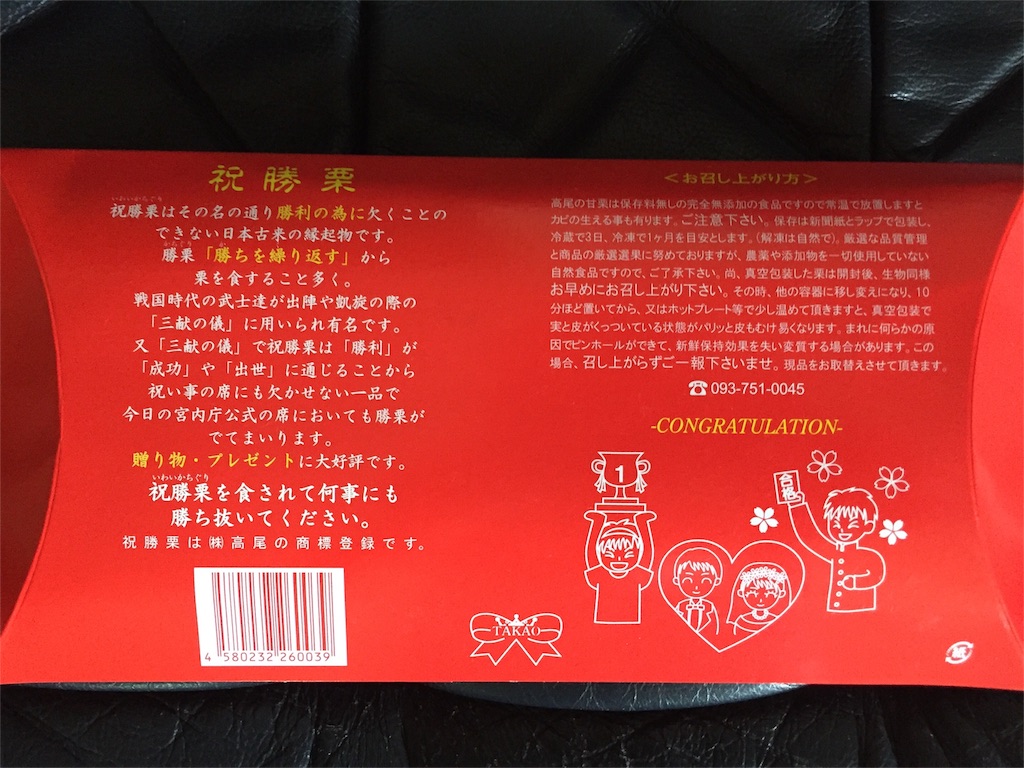 祝勝栗
いわいかちぐり
祝勝栗はその名の通り勝利の為に欠くことの
できない日本古来の縁起物です。
かちぐり
勝栗「勝ちを繰り返す」から
栗を食すること多く。
戦国時代の武士達が出陣や凱旋の際の
「三献の儀」に用いられ有名です。
又「三献の儀」で祝勝栗は「勝利」が
「成功」や「出世」に通じることから
祝い事の席にも欠かせない一品で
今日の宮内庁公式の席においても勝栗が
でてまいります。
贈り物・プレゼントに大好評です。
いわいかちぐり
祝勝栗を食されて何事にも
勝ち抜いてください。
祝勝栗は㈱高尾の商標登録です。
4 580232 260039
<お召し上がり方>
高尾の甘栗は保存料無しの完全無添加の食品ですので常温で放置しますと
カビの生える事も有ります。ご注意下さい。保存は新聞紙とラップで包装し、
冷蔵で3日、冷凍で1ヶ月を目安とします。(解凍は自然で)。厳選な品質管理
と商品の厳選選果に努めておりますが、農薬や添加物を一切使用していない
自然食品ですので、ご了承下さい。尚、真空包装した栗は開封後、生物同様
お早めにお召し上がり下さい。その時、他の容器に移し変えになり、10
分ほど置いてから、又はホットプレート等で少し温めて頂きますと、真空包装で
実と皮がくっついている状態がパリッと皮もむけ易くなります。まれに何らかの原
因でピンホールができて、新鮮保持効果を失い変質する場合があります。この
場合、召し上がらずご一報下さいませ。現品をお取替えさせて頂きます。
☎093-751-0045
-CONGRATULATION-
1
合格
TAKAO
紙